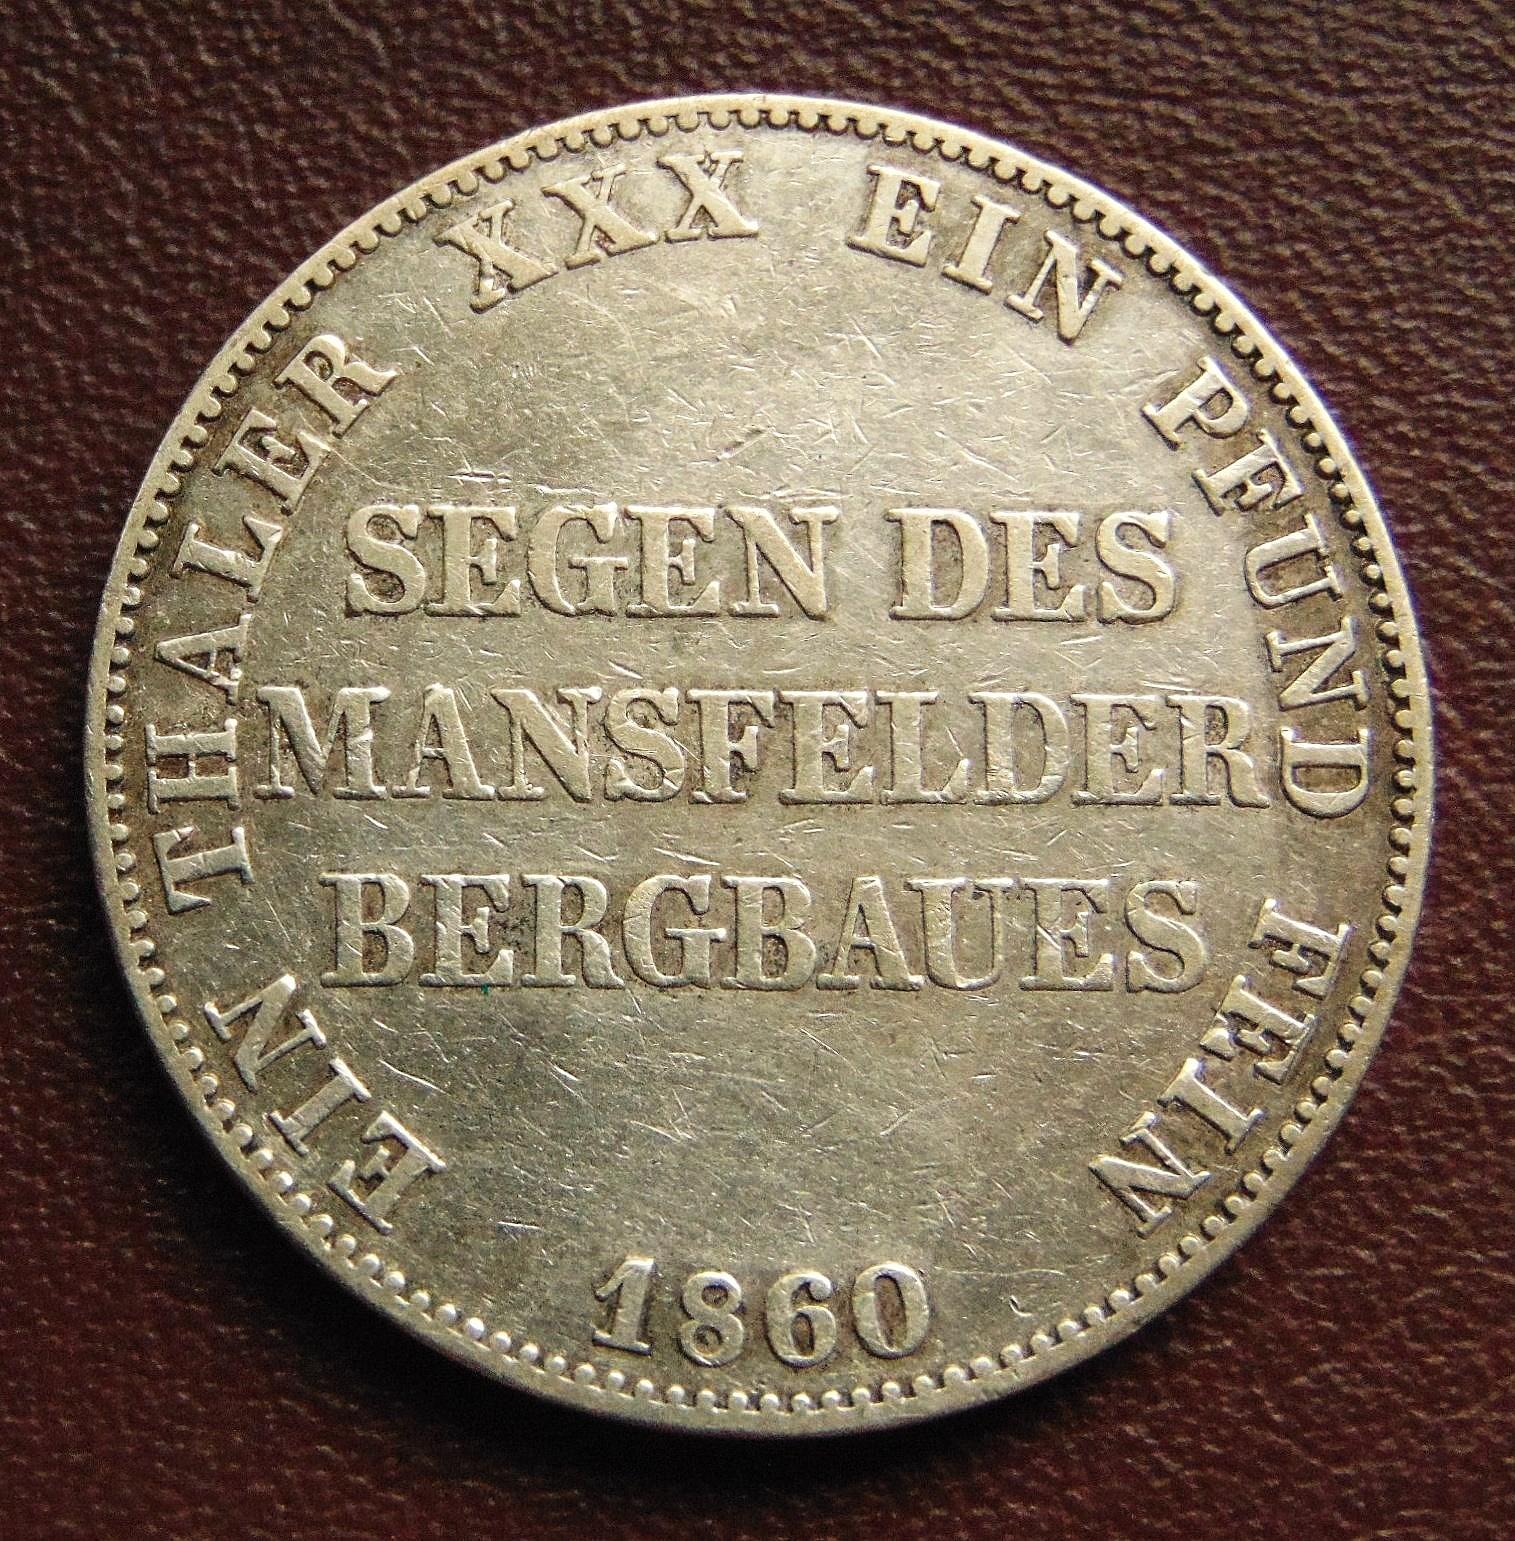 EIN THALER XXX EIN PFUND FEIN
SEGEN DES
MANSFELDER
BERGBAUES
1860